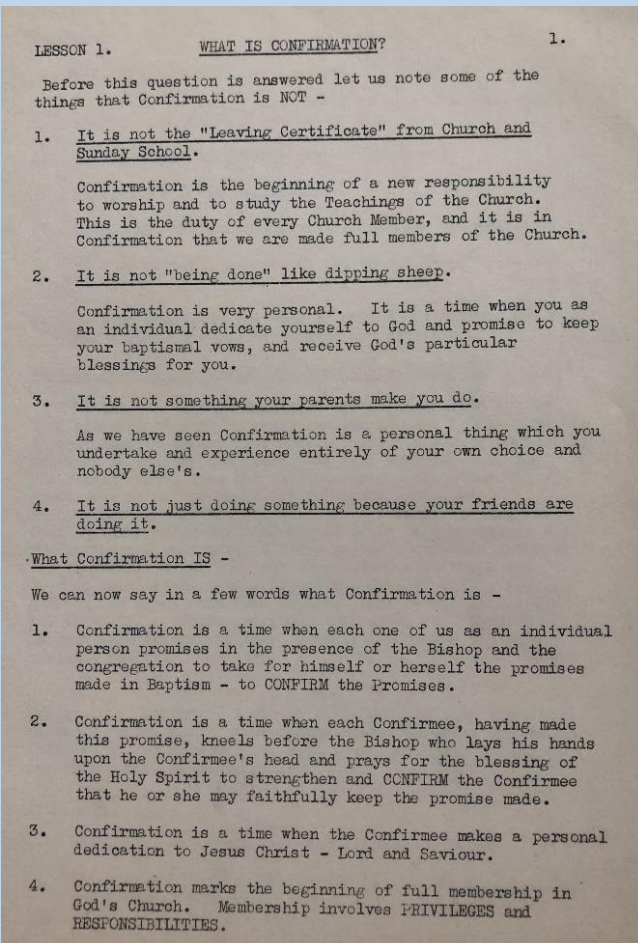 1.
LESSON 1. WHAT IS CONFIRMATION?
Before this question is answered let us note some of the
things that Confirmation is NOT -
1. It is not the "Leaving Certificate" from Church and
Sunday School.
Confirmation is the beginning of a new responsibility
to worship and to study the Teachings of the Church.
This is the duty of every Church Member, and it is in
Confirmation that we are made full members of the Church.
2. It is not "being done" like dipping sheep.
Confirmation is very personal. It is a time when you as
an individual dedicate yourself to God and promise to keep
your baptismal vows, and receive God's particular
blessings for you.
3. It is not something your parents make you do.
As we have seen Confirmation is a personal thing which you
undertake and experience entirely of your own choice and
nobody else's.
4. It is not just doing something because your friends are
doing it.
What Confirmation IS -
We can now say in a few words what Confirmation is -
1. Confirmation is a time when each one of us as an individual
person promises in the presence of the Bishop and the
congregation to take for himself or herself the promises
made in Baptism - to CONFIRM the Promises.
2. Confirmation is a time when each Confirmee, having made
this promise, kneels before the Bishop who lays his hands
upon the Confirmee's head and prays for the blessing of
the Holy Spirit to strengthen and CONFIRM the Confirmee
that he or she may faithfully keep the promise made.
3. Confirmation is a time when the Confirmee makes a personal
dedication to Jesus Christ - Lord and Saviour.
4. Confirmation marks the beginning of full membership in
God's Church. Membership involves PRIVILEGES and
RESPONSIBILITIES.